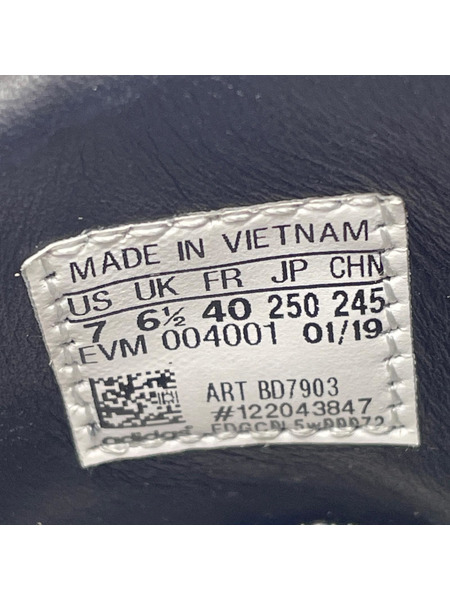 MADE IN VIETNAM
US UK FR JP CHN
7 6½ 40 250 245
EVM 004001 01/19
ART BD7903
#122043847
adidas